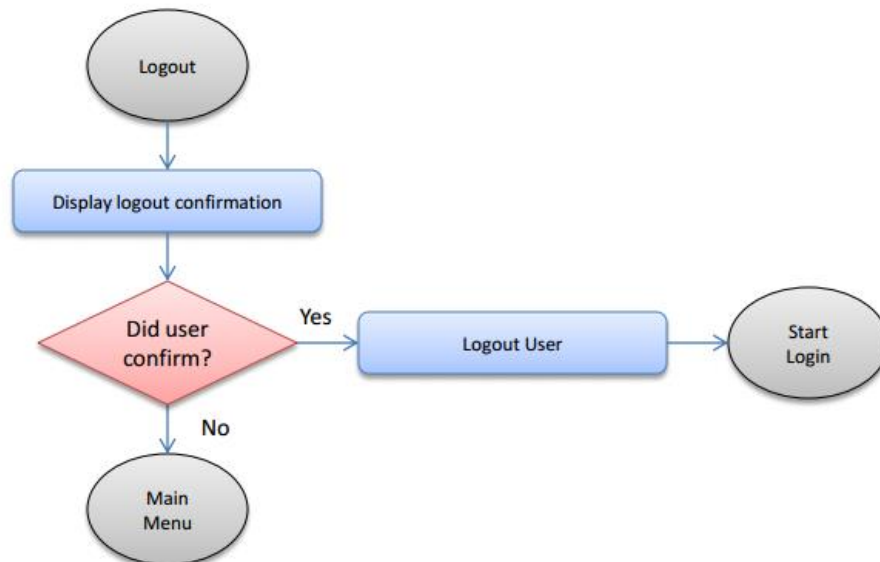 Logout
Display logout confirmation
Did user
confirm?
Yes
Logout User
Start
Login
No
Main
Menu